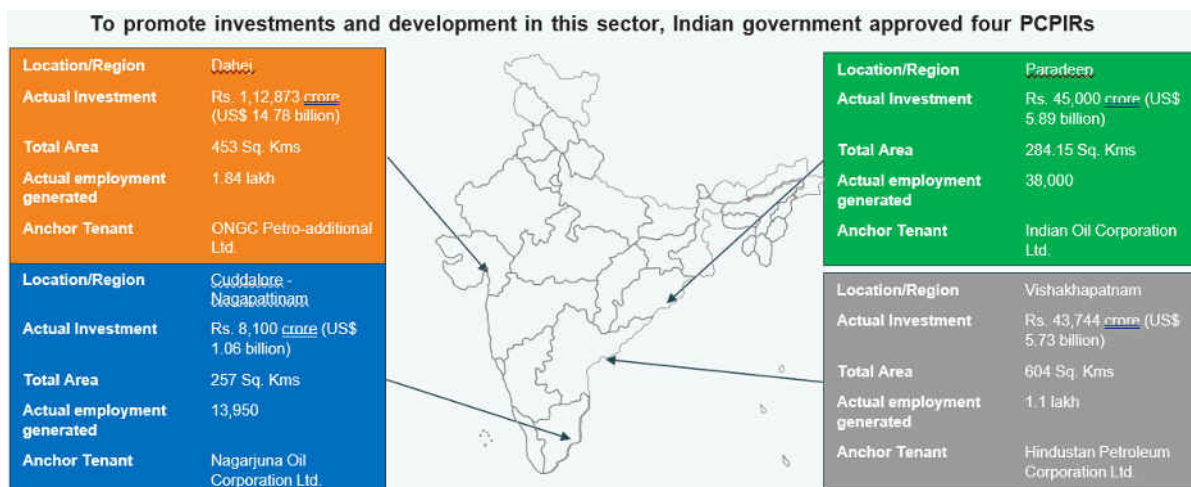 To promote investments and development in this sector, Indian government approved four PCPIRs
Location/Region Dahej
Actual Investment Rs. 1,12,873 crore
(US$ 14.78 billion)
Total Area 453 Sq. Kms
Actual employment 1.84 lakh
generated
Anchor Tenant ONGC Petro-additional
Ltd.
Location/Region Cuddalore -
Nagapattinam
Actual Investment Rs. 8,100 crore (US$
1.06 billion)
Total Area 257 Sq. Kms
Actual employment 13,950
generated
Anchor Tenant Nagarjuna Oil
Corporation Ltd.
Location/Region Paradeep
Actual Investment Rs. 45,000 crore (US$
5.89 billion)
Total Area 284.15 Sq. Kms
Actual employment 38,000
generated
Anchor Tenant Indian Oil Corporation
Ltd.
Location/Region Vishakhapatnam
Actual Investment Rs. 43,744 crore (US$
5.73 billion)
Total Area 604 Sq. Kms
Actual employment 1.1 lakh
generated
Anchor Tenant Hindustan Petroleum
Corporation Ltd.